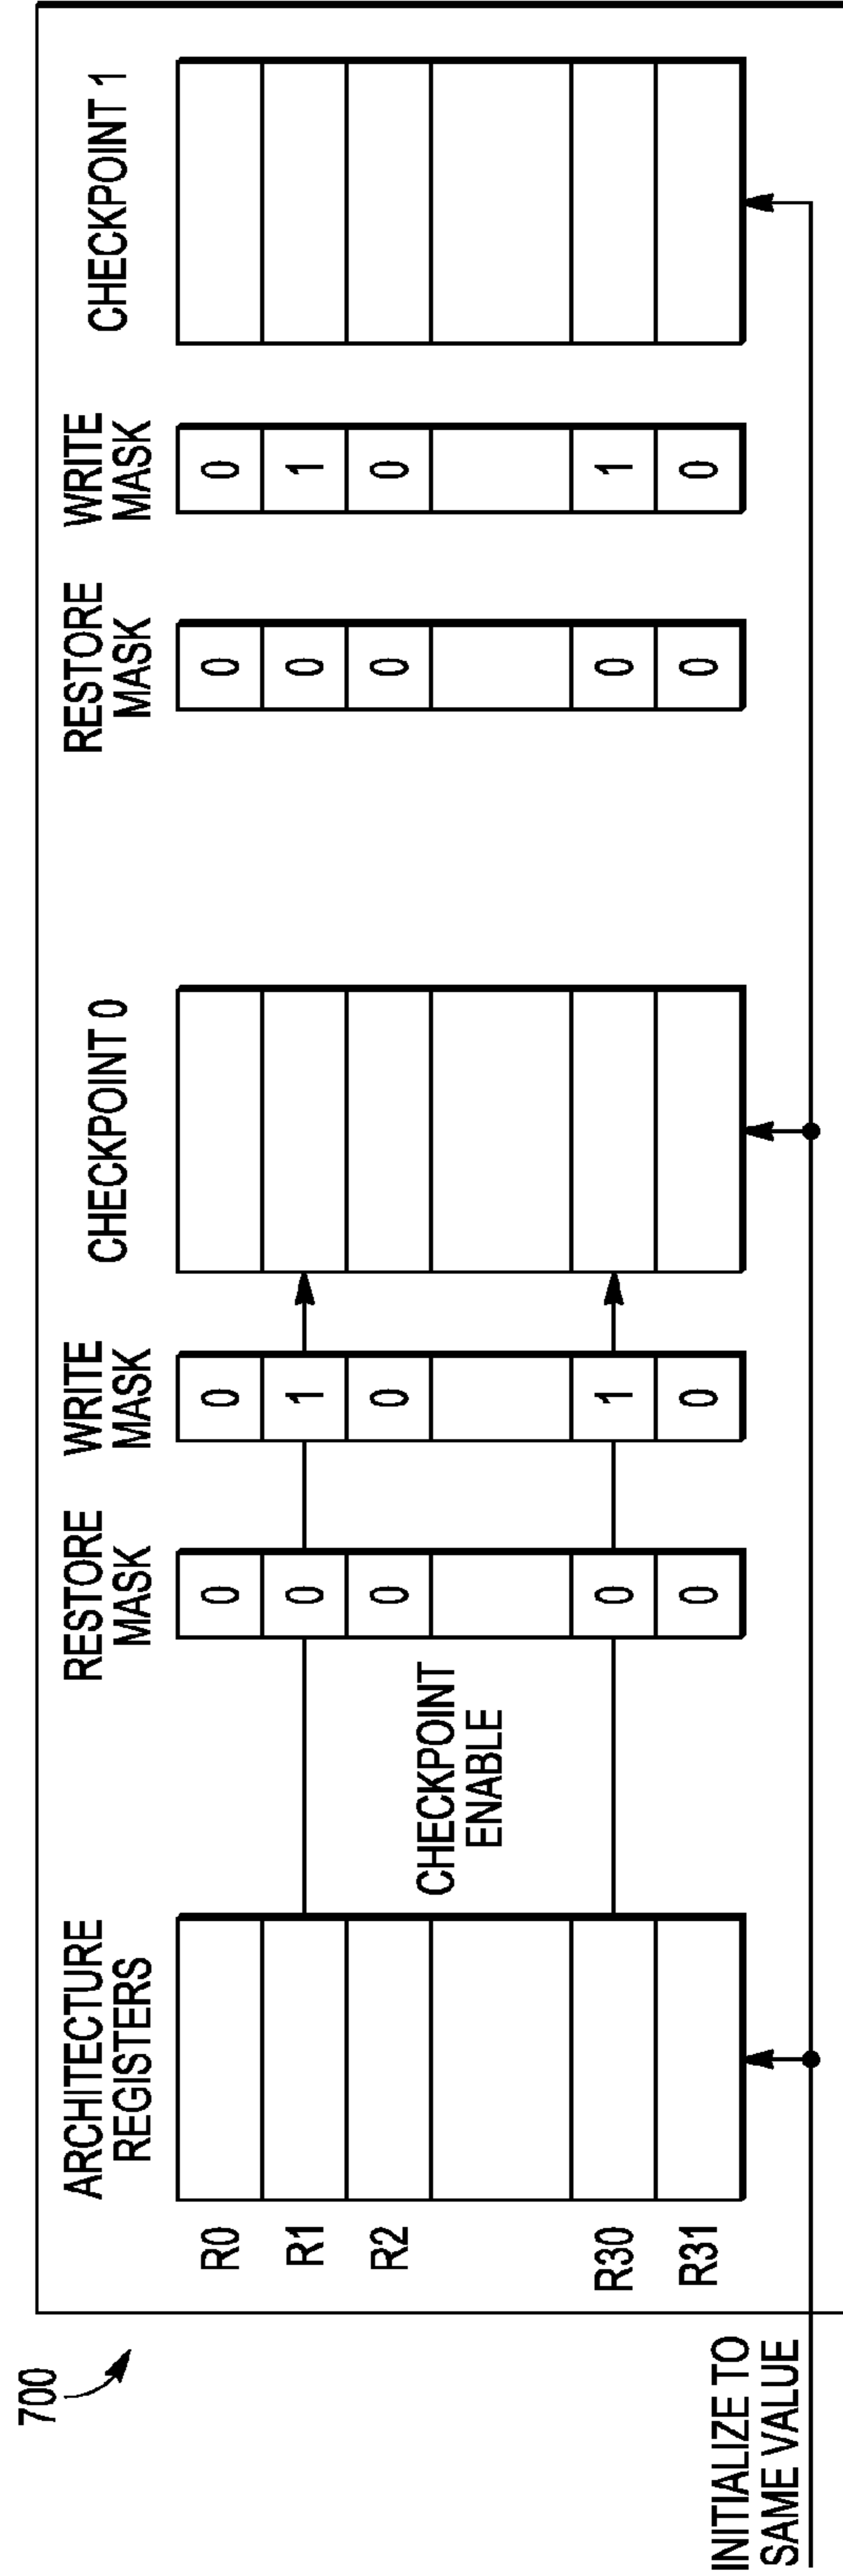 700
ARCHITECTURE
REGISTERS
RESTORE
MASK
WRITE
MASK
CHECKPOINT 0
RESTORE
MASK
WRITE
MASK
CHECKPOINT 1
R0
0
0
0
0
R1
0
1
0
1
R2
0
0
0
0
CHECKPOINT
ENABLE
R30
0
1
0
1
R31
0
0
0
0
INITIALIZE TO
SAME VALUE